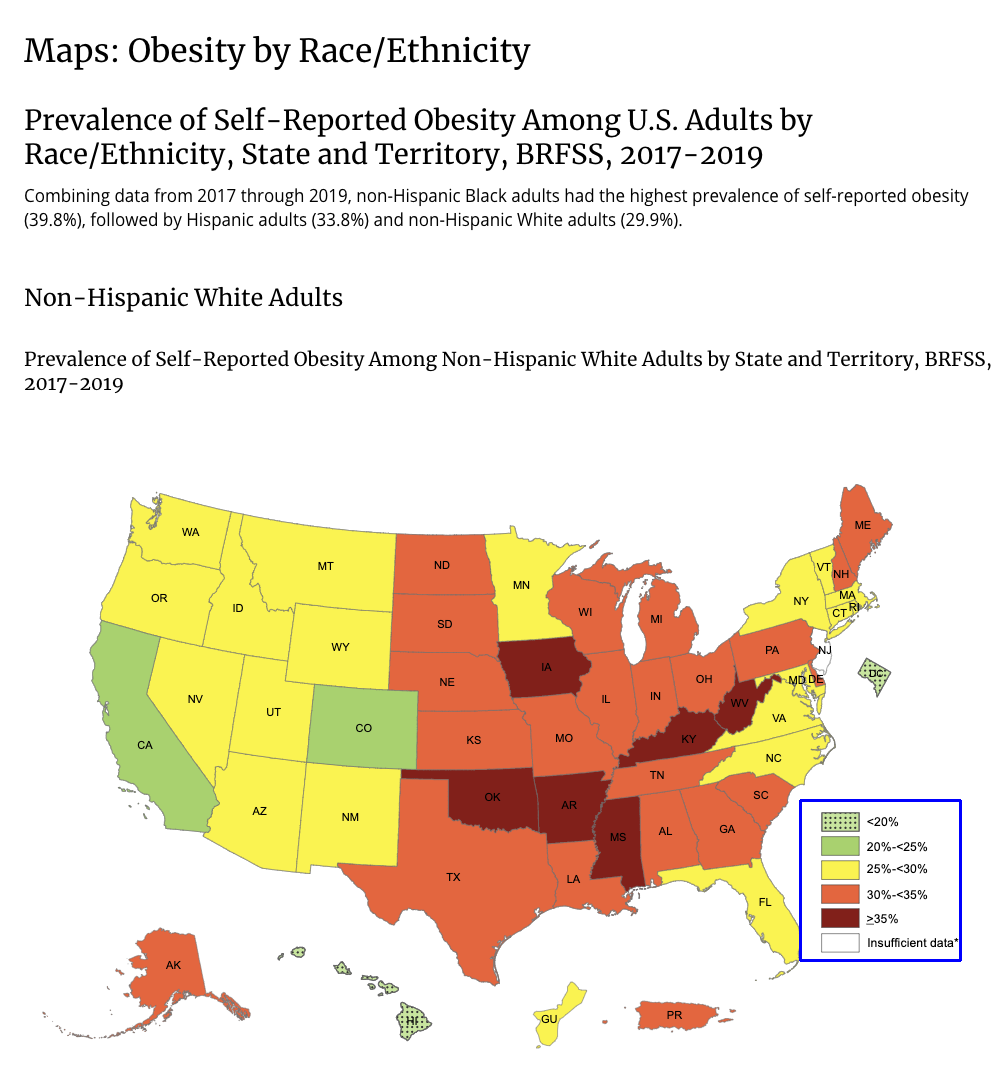 Maps: Obesity by Race/Ethnicity
Prevalence of Self-Reported Obesity Among U.S. Adults by
Race/Ethnicity, State and Territory, BRFSS, 2017-2019
Combining data from 2017 through 2019, non-Hispanic Black adults had the highest prevalence of self-reported obesity
(39.8%), followed by Hispanic adults (33.8%) and non-Hispanic White adults (29.9%).
Non-Hispanic White Adults
Prevalence of Self-Reported Obesity Among Non-Hispanic White Adults by State and Territory, BRFSS,
2017-2019
ME
WA
MT
ND
VT
NH
MN
OR
ID
MA
NY
RI
CT
WI
MI
SD
WY
NJ
PA
IA
DC
NE
OH
MD
DE
NV
IL
IN
WV
UT
VA
CO
KS
MO
KY
CA
NC
TN
OK
SC
AZ
AR
NM
MS
AL
GA
<20%
20%-<25%
25%-<30%
30%-<35%
≥35%
Insufficient data*
TX
LA
FL
AK
HI
GU
PR